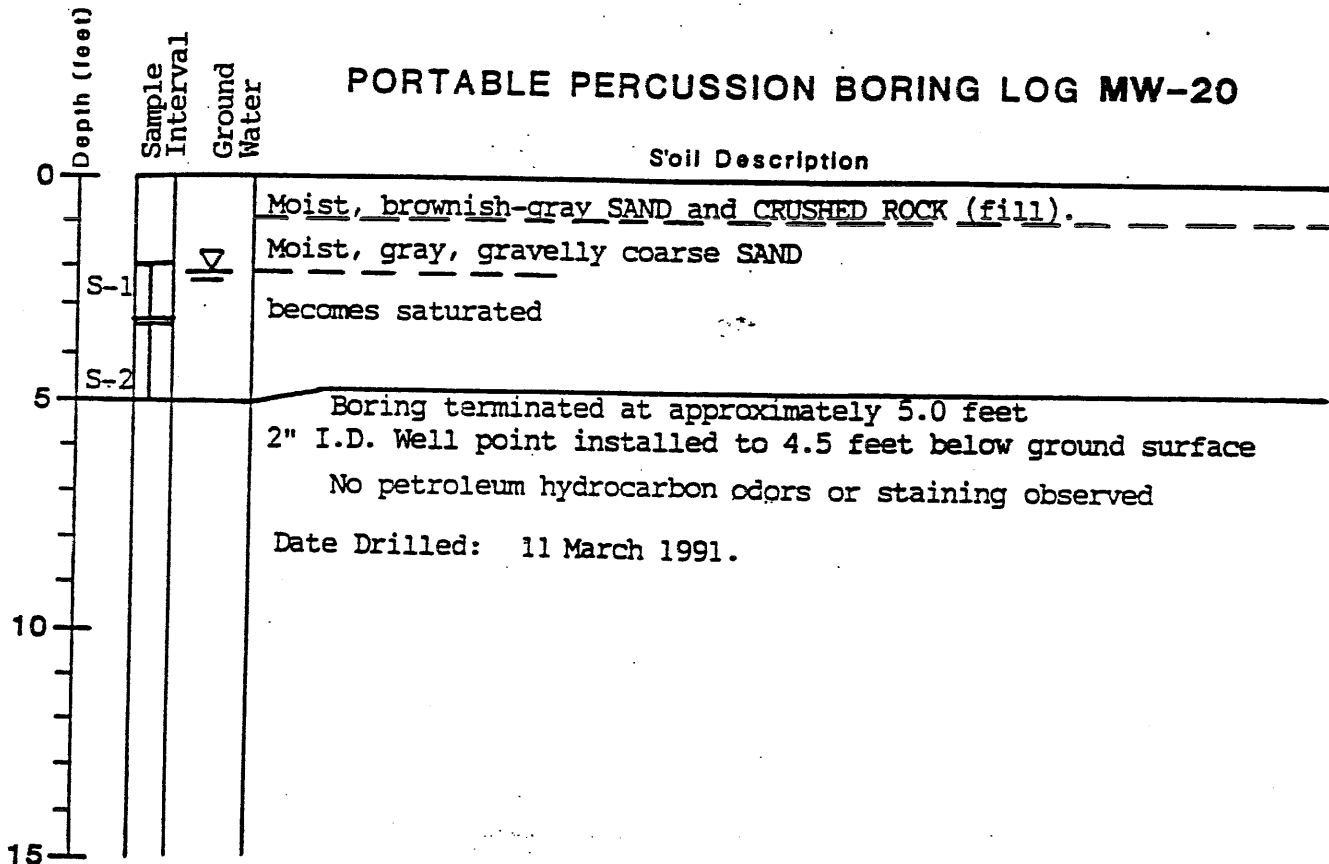 Depth (feet)
Sample
Interval
Ground
Water
PORTABLE PERCUSSION BORING LOG MW-20
Soil Description
0
Moist, brownish-gray SAND and CRUSHED ROCK (fill).
Moist, gray, gravelly coarse SAND
S-1
becomes saturated
S-2
5
Boring terminated at approximately 5.0 feet
2" I.D. Well point installed to 4.5 feet below ground surface
No petroleum hydrocarbon odors or staining observed
Date Drilled: 11 March 1991.
10
15